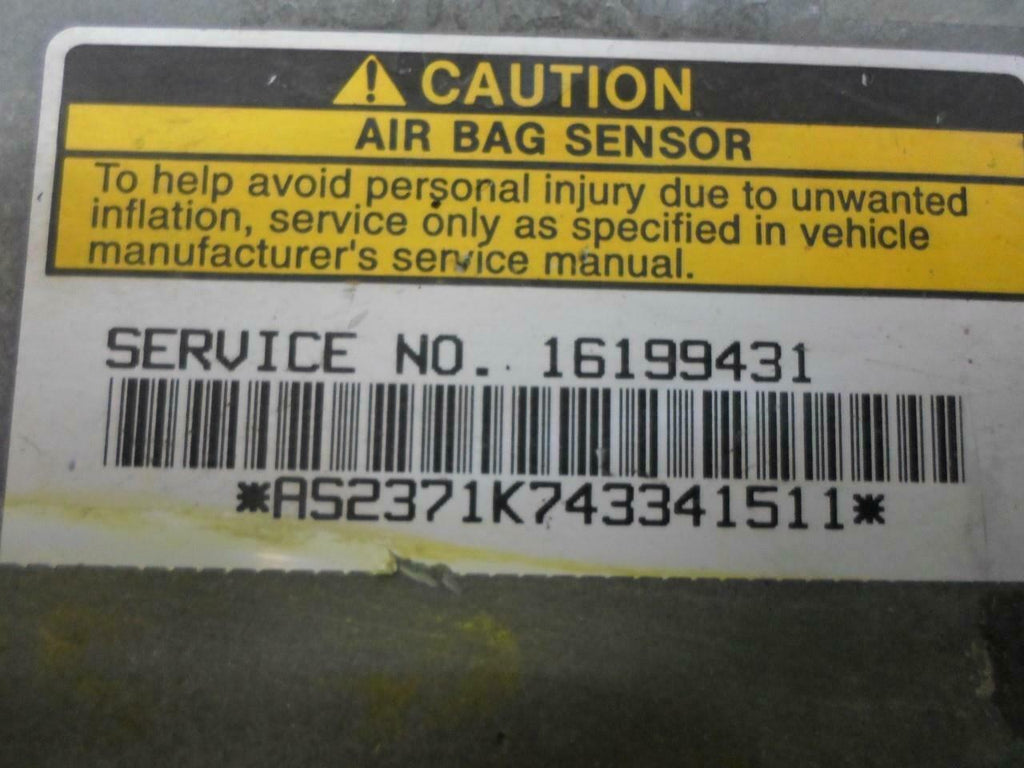 CAUTION
AIR BAG SENSOR
To help avoid personal injury due to unwanted
inflation, service only as specified in vehicle
manufacturer's service manual.
SERVICE NO. 16199431
*AS2371K743341511*